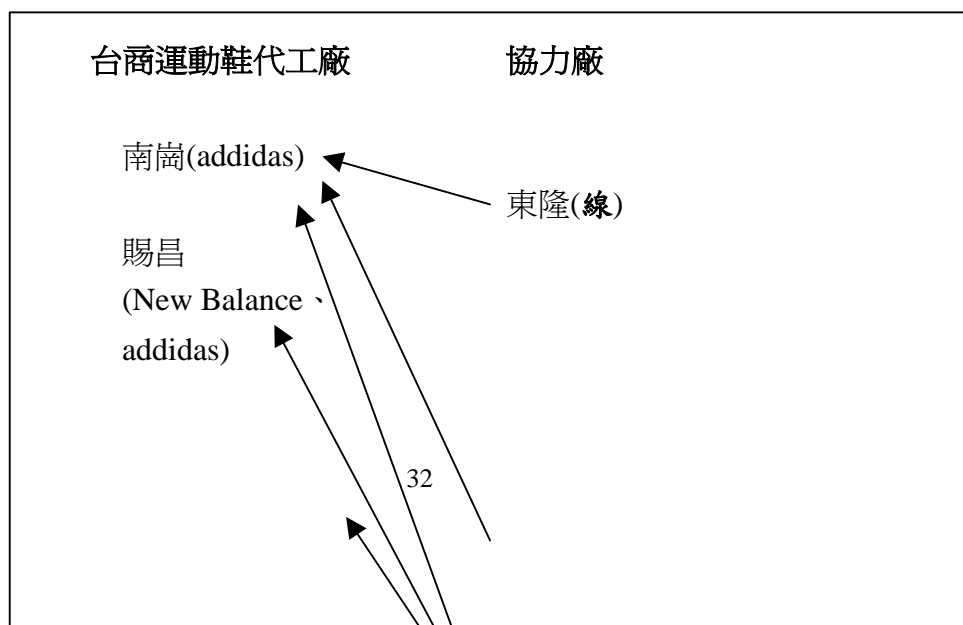 台商運動鞋代工廠 協力廠
南崗(addidas)
東隆(線)
賜昌
(New Balance、
addidas)
32